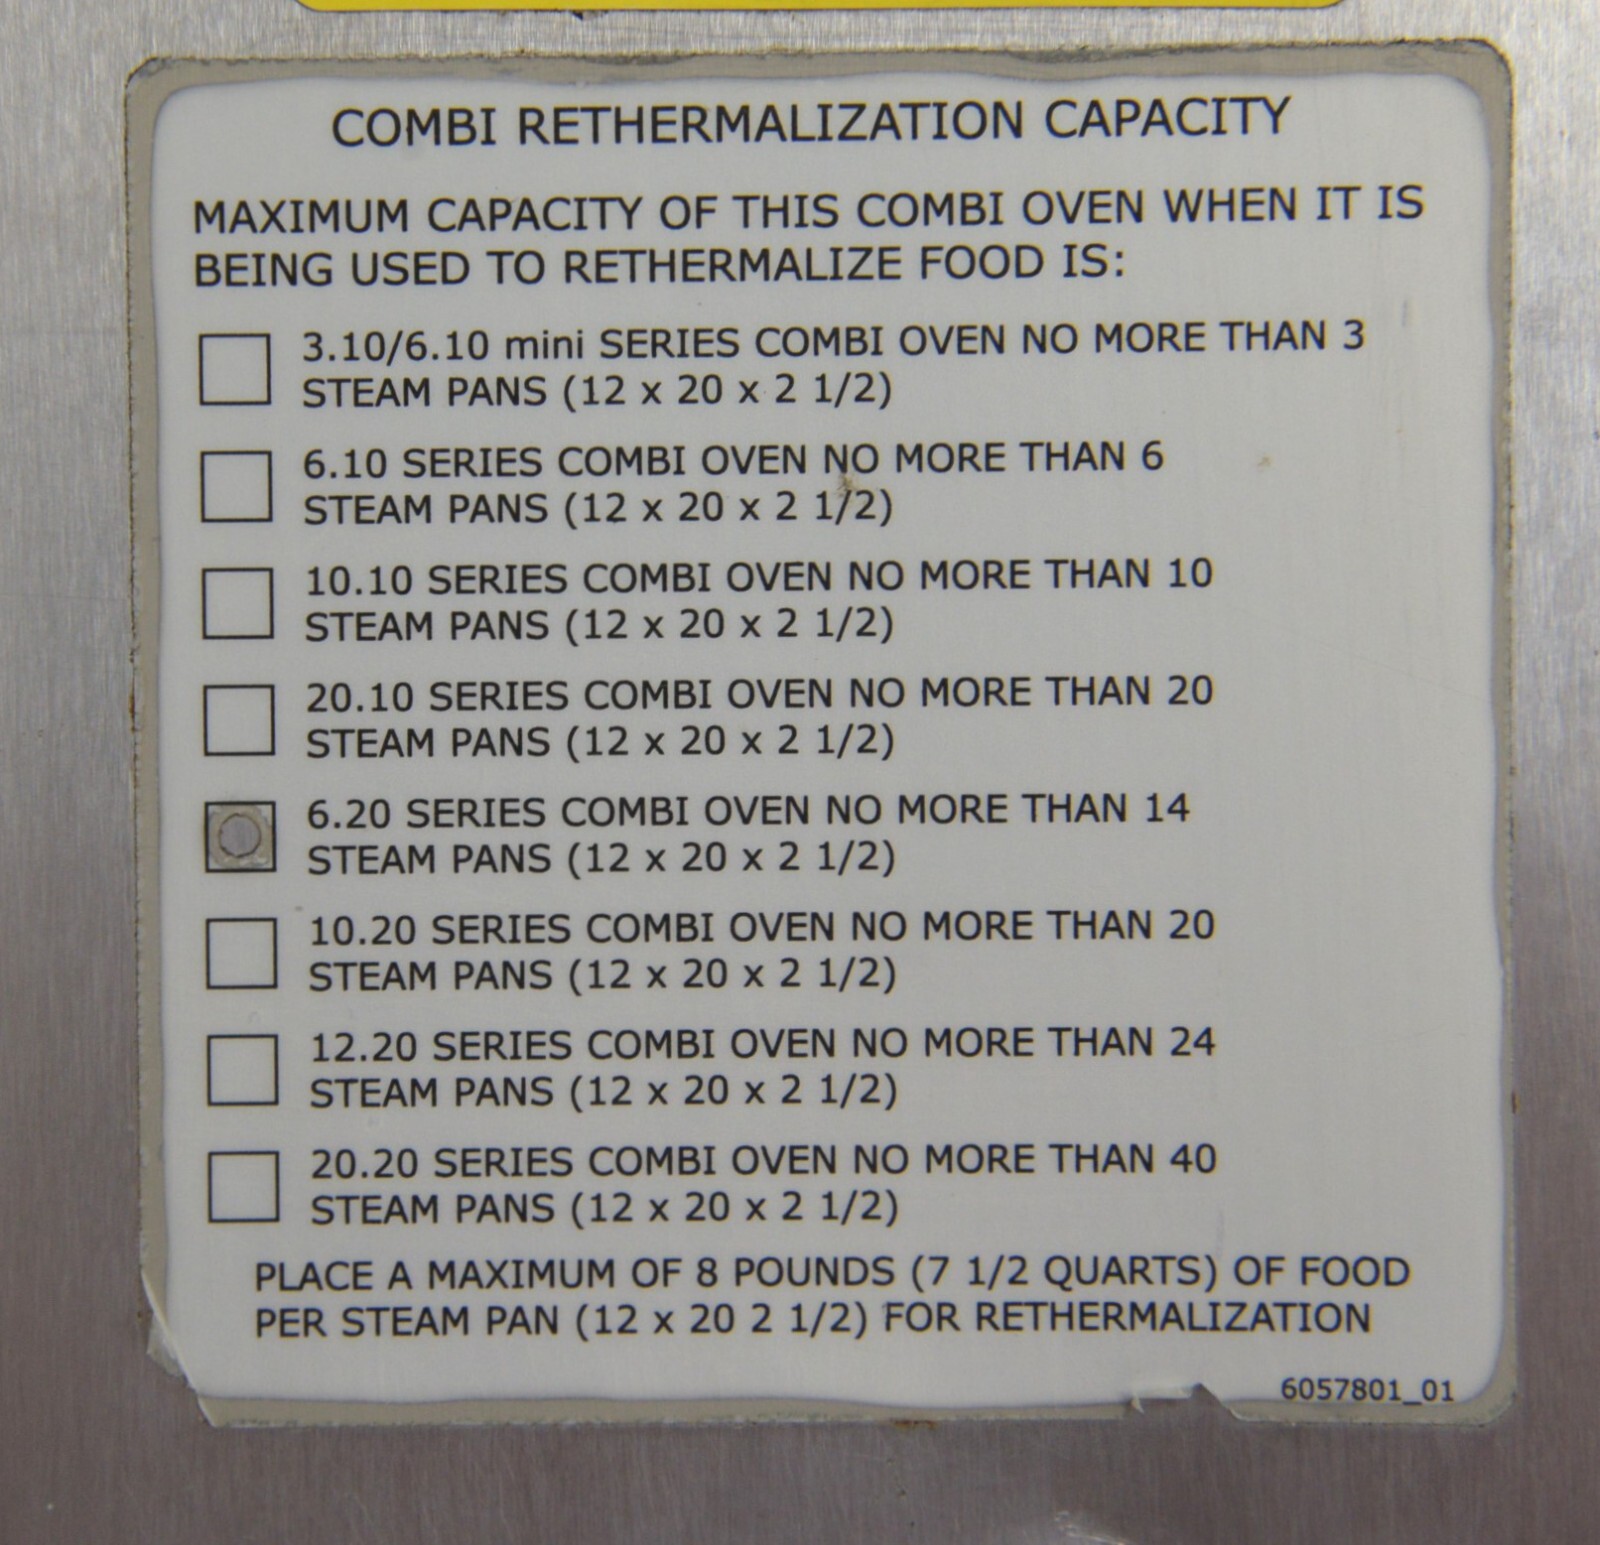 COMBI RETHERMALIZATION CAPACITY
MAXIMUM CAPACITY OF THIS COMBI OVEN WHEN IT IS
BEING USED TO RETHERMALIZE FOOD IS:
3.10/6.10 mini SERIES COMBI OVEN NO MORE THAN 3
STEAM PANS (12 x 20 x 2 1/2)
6.10 SERIES COMBI OVEN NO MORE THAN 6
STEAM PANS (12 x 20 x 2 1/2)
10.10 SERIES COMBI OVEN NO MORE THAN 10
STEAM PANS (12 x 20 x 2 1/2)
20.10 SERIES COMBI OVEN NO MORE THAN 20
STEAM PANS (12 x 20 x 2 1/2)
6.20 SERIES COMBI OVEN NO MORE THAN 14
STEAM PANS (12 x 20 x 2 1/2)
10.20 SERIES COMBI OVEN NO MORE THAN 20
STEAM PANS (12 x 20 x 2 1/2)
12.20 SERIES COMBI OVEN NO MORE THAN 24
STEAM PANS (12 x 20 x 2 1/2)
20.20 SERIES COMBI OVEN NO MORE THAN 40
STEAM PANS (12 x 20 x 2 1/2)
PLACE A MAXIMUM OF 8 POUNDS (7 1/2 QUARTS) OF FOOD
PER STEAM PAN (12 x 20 2 1/2) FOR RETHERMALIZATION
6057801_01